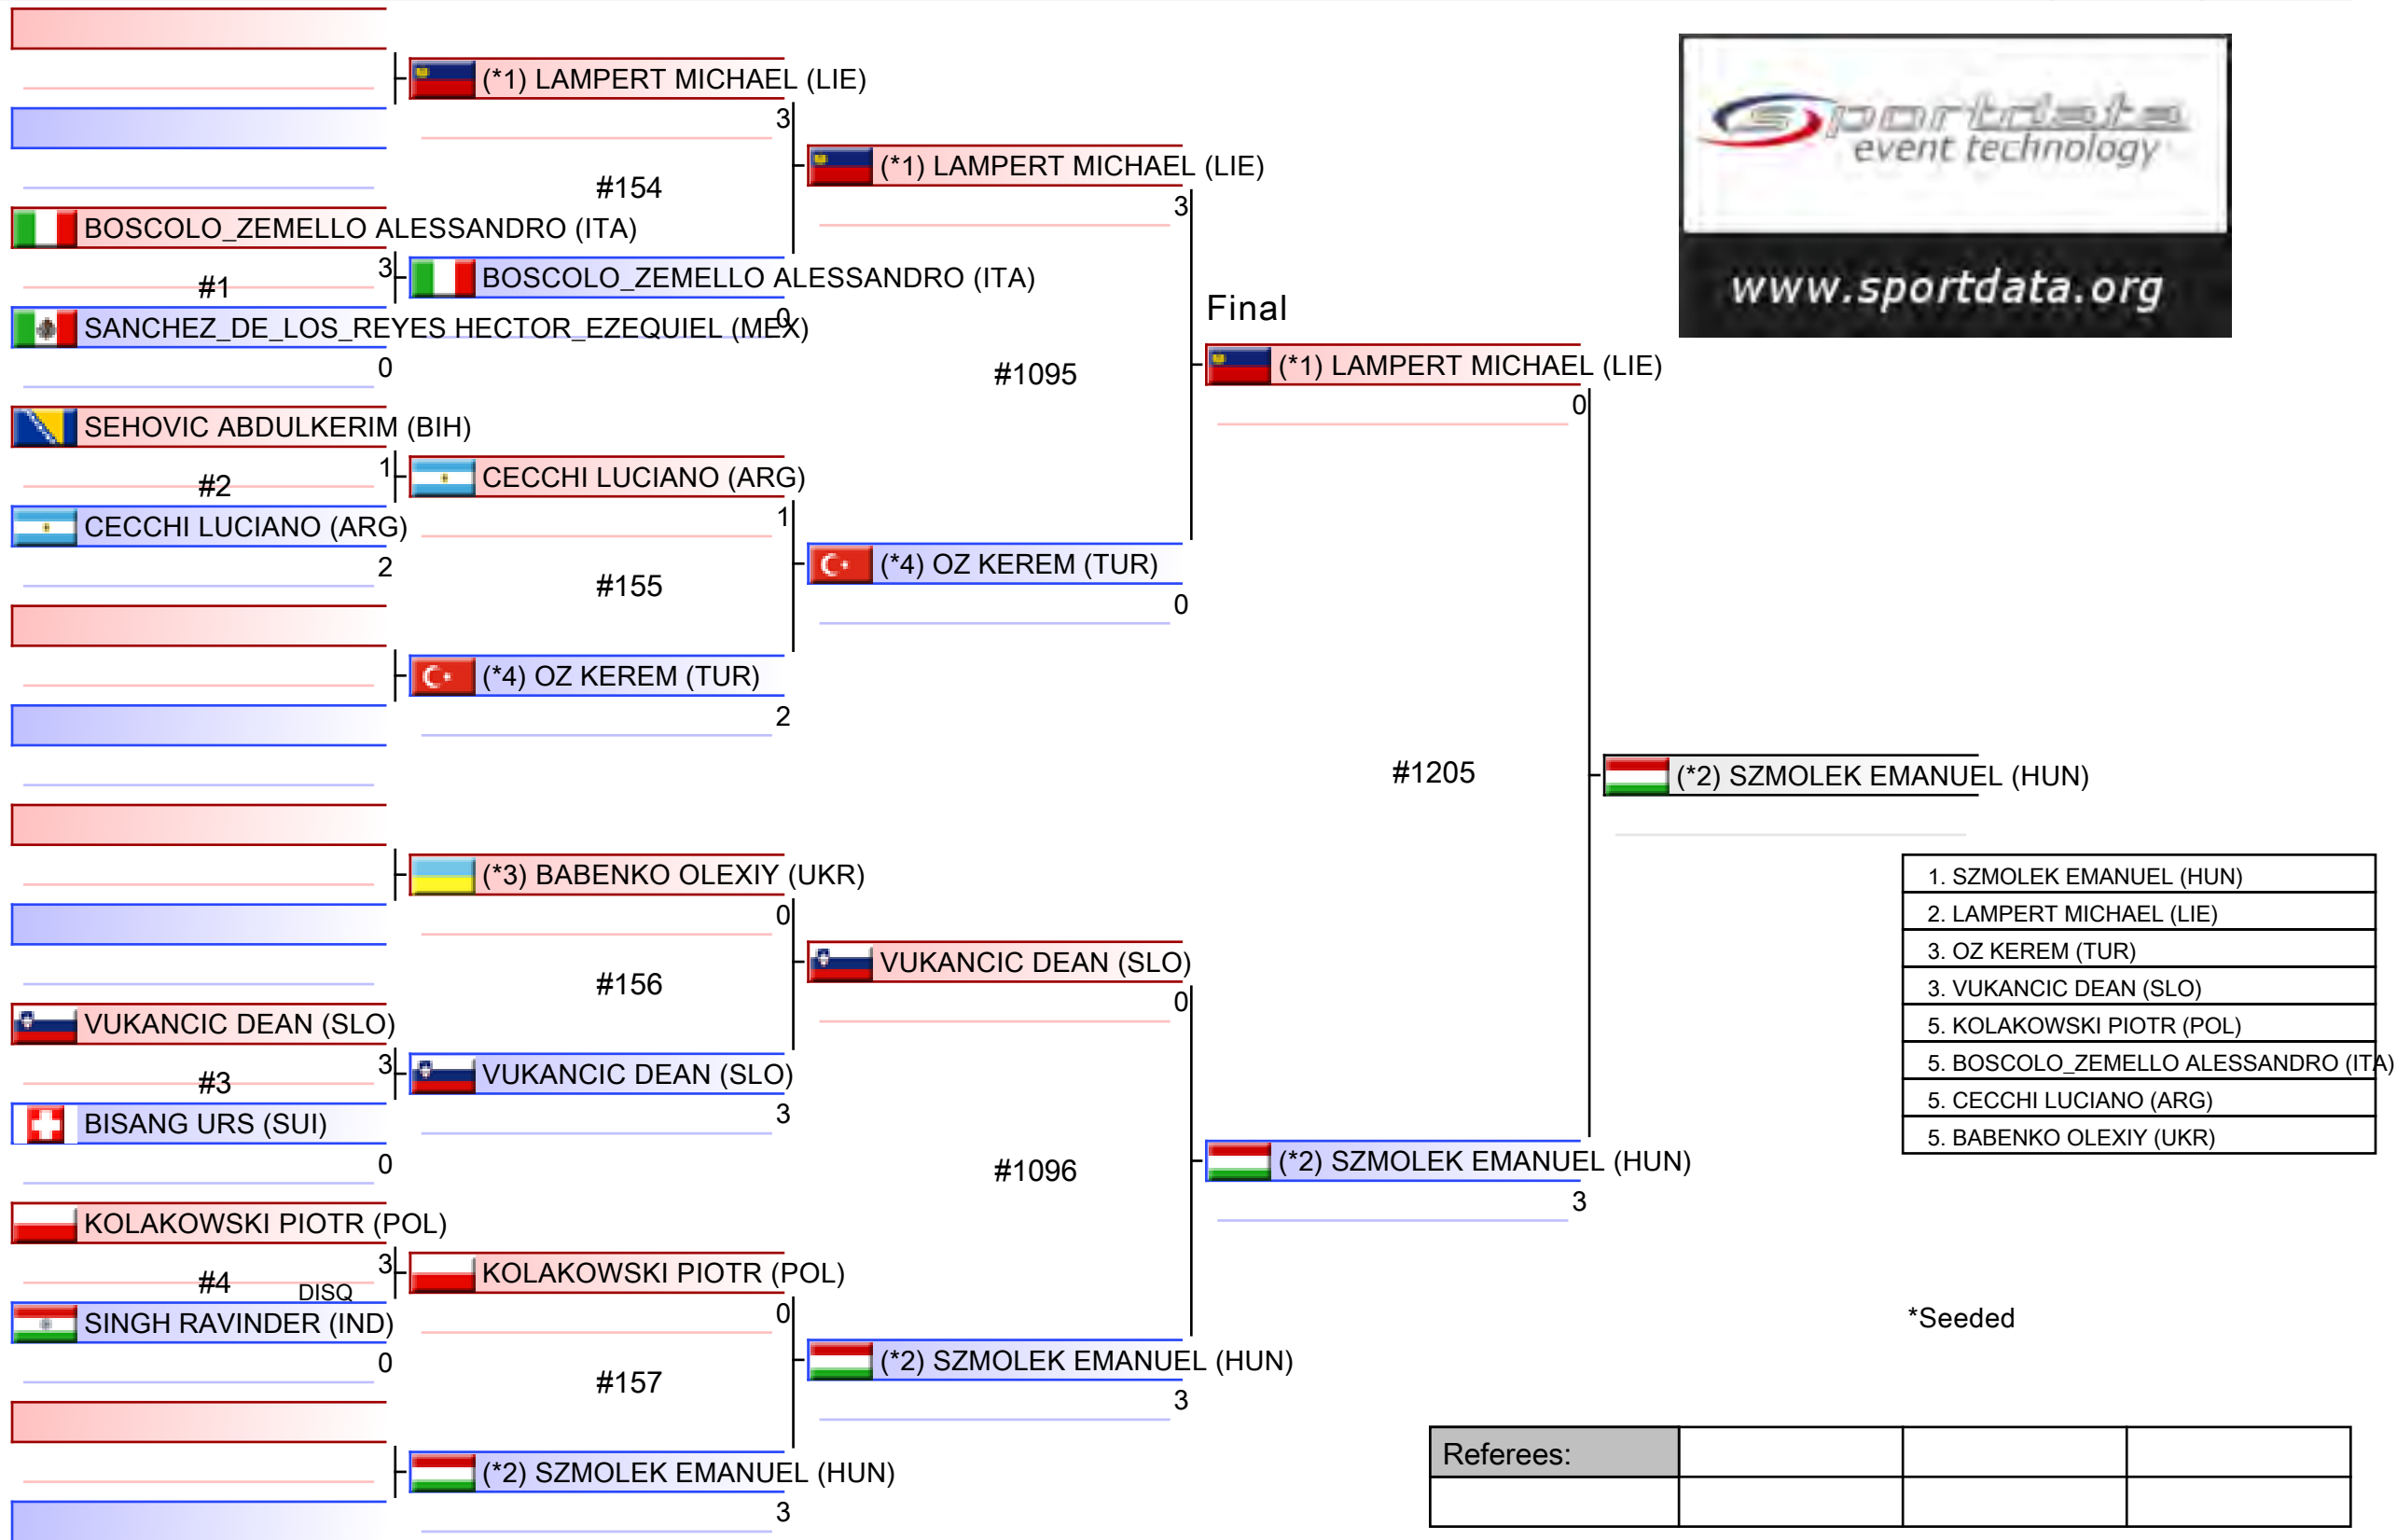 (*1) LAMPERT MICHAEL (LIE)
3
#154
(*1) LAMPERT MICHAEL (LIE)
3
BOSCOLO_ZEMELLO ALESSANDRO (ITA)
3
#1
BOSCOLO_ZEMELLO ALESSANDRO (ITA)
0
SANCHEZ_DE_LOS_REYES HECTOR_EZEQUIEL (MEX)
0
sportdata
event technology
www.sportdata.org
Final
#1095
(*1) LAMPERT MICHAEL (LIE)
0
SEHOVIC ABDULKERIM (BIH)
1
#2
CECCHI LUCIANO (ARG)
1
CECCHI LUCIANO (ARG)
2
#155
(*4) OZ KEREM (TUR)
0
(*4) OZ KEREM (TUR)
2
#1205
(*2) SZMOLEK EMANUEL (HUN)
(*3) BABENKO OLEXIY (UKR)
0
#156
VUKANCIC DEAN (SLO)
0
VUKANCIC DEAN (SLO)
3
#3
VUKANCIC DEAN (SLO)
3
BISANG URS (SUI)
0
#1096
(*2) SZMOLEK EMANUEL (HUN)
3
KOLAKOWSKI PIOTR (POL)
3
#4
DISQ
KOLAKOWSKI PIOTR (POL)
0
SINGH RAVINDER (IND)
0
#157
(*2) SZMOLEK EMANUEL (HUN)
3
(*2) SZMOLEK EMANUEL (HUN)
3
1. SZMOLEK EMANUEL (HUN)
2. LAMPERT MICHAEL (LIE)
3. OZ KEREM (TUR)
3. VUKANCIC DEAN (SLO)
5. KOLAKOWSKI PIOTR (POL)
5. BOSCOLO_ZEMELLO ALESSANDRO (ITA)
5. CECCHI LUCIANO (ARG)
5. BABENKO OLEXIY (UKR)
*Seeded
Referees: